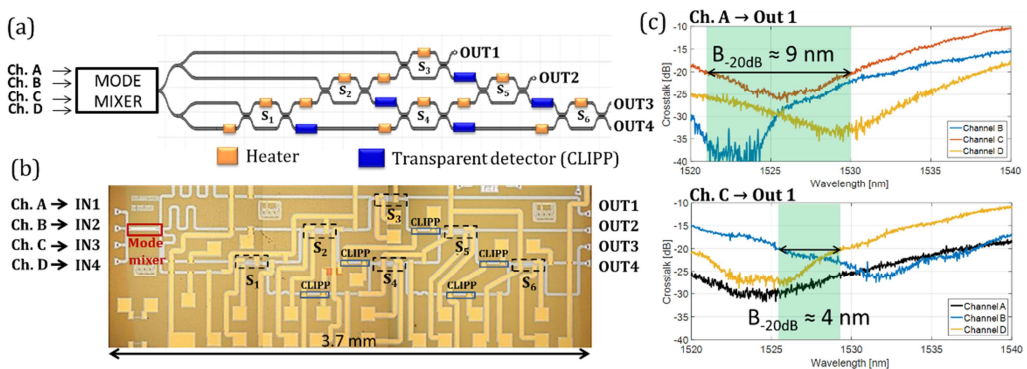 (a)
Ch. A
Ch. B
Ch. C
Ch. D
MODE
MIXER
S1
S2
S3
S4
S5
S6
OUT1
OUT2
OUT3
OUT4
Heater
Transparent detector (CLIPP)
(b)
Ch. A → IN1
Ch. B → IN2
Ch. C → IN3
Ch. D → IN4
Mode
mixer
S1
S2
S3
S4
S5
S6
CLIPP
CLIPP
CLIPP
CLIPP
CLIPP
OUT1
OUT2
OUT3
OUT4
3.7 mm
(c)
Ch. A → Out 1
B-20dB ≈ 9 nm
Crosstalk [dB]
-10
-15
-20
-25
-30
-35
-40
1520
1525
1530
1535
1540
Wavelength [nm]
Channel B
Channel C
Channel D
Ch. C → Out 1
B-20dB ≈ 4 nm
Crosstalk [dB]
-10
-20
-25
-30
-35
-40
1520
1525
1530
1535
1540
Wavelength [nm]
Channel A
Channel B
Channel D